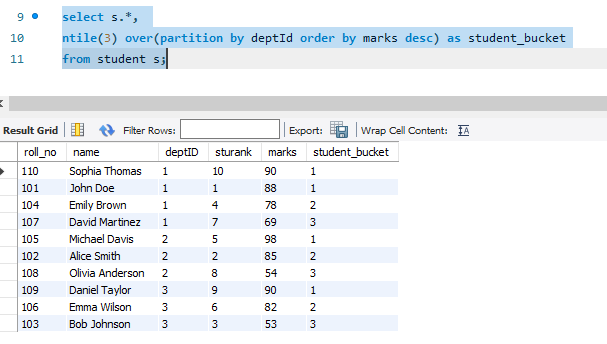 9 select s.*,
10 ntile(3) over(partition by deptId order by marks desc) as student_bucket
11 from student s;
Result Grid Filter Rows: Export: Wrap Cell Content: IA
roll_no name deptID sturank marks student_bucket
110 Sophia Thomas 1 10 90 1
101 John Doe 1 1 88 1
104 Emily Brown 1 4 78 2
107 David Martinez 1 7 69 3
105 Michael Davis 2 5 98 1
102 Alice Smith 2 2 85 2
108 Olivia Anderson 2 8 54 3
109 Daniel Taylor 3 9 90 1
106 Emma Wilson 3 6 82 2
103 Bob Johnson 3 3 53 3